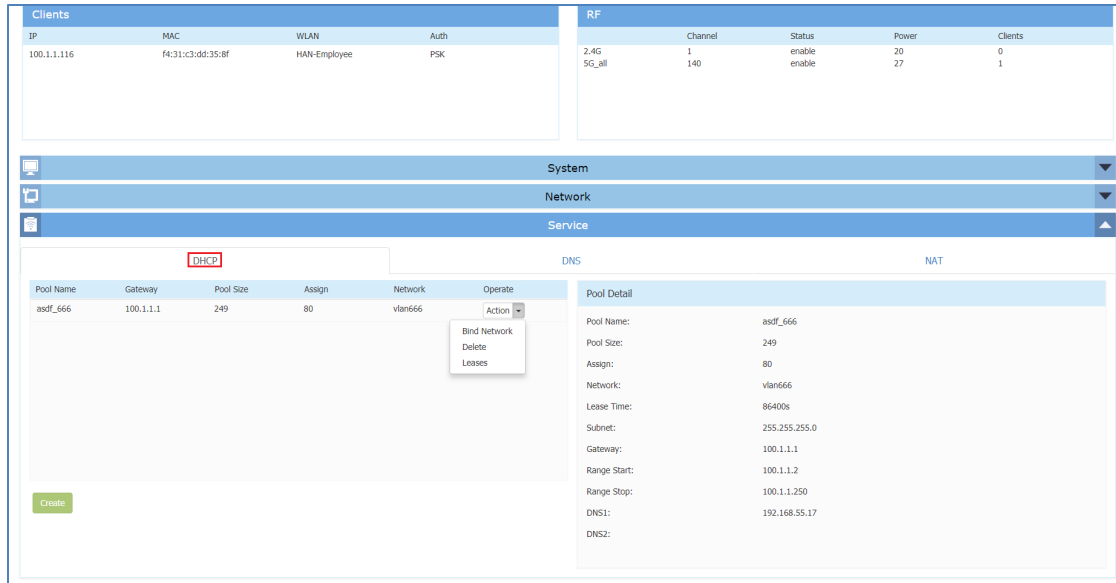 Clients
IP MAC WLAN Auth
100.1.1.116 f4:31:c3:dd:35:8f HAN-Employee PSK
RF
Channel Status Power Clients
2.4G 1 enable 20 0
5G_all 140 enable 27 1
System
Network
Service
DHCP DNS NAT
Pool Name Gateway Pool Size Assign Network Operate
asdf_666 100.1.1.1 249 80 vlan666 Action
Bind Network
Delete
Leases
Create
Pool Detail
Pool Name: asdf_666
Pool Size: 249
Assign: 80
Network: vlan666
Lease Time: 86400s
Subnet: 255.255.255.0
Gateway: 100.1.1.1
Range Start: 100.1.1.2
Range Stop: 100.1.1.250
DNS1: 192.168.55.17
DNS2: